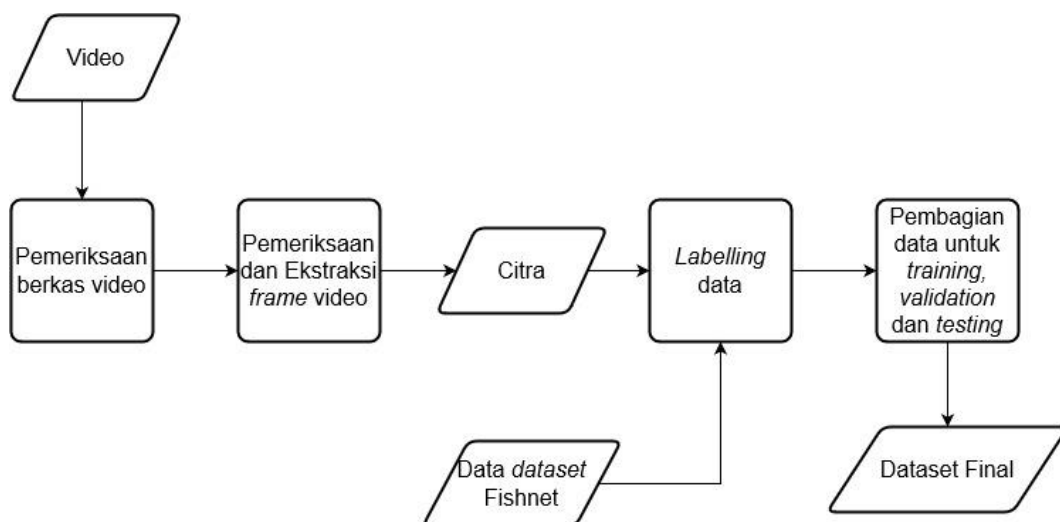 Video
Pemeriksaan
berkas video
Pemeriksaan
dan Ekstraksi
frame video
Citra
Labelling
data
Pembagian
data untuk
training,
validation
dan testing
Data dataset
Fishnet
Dataset Final